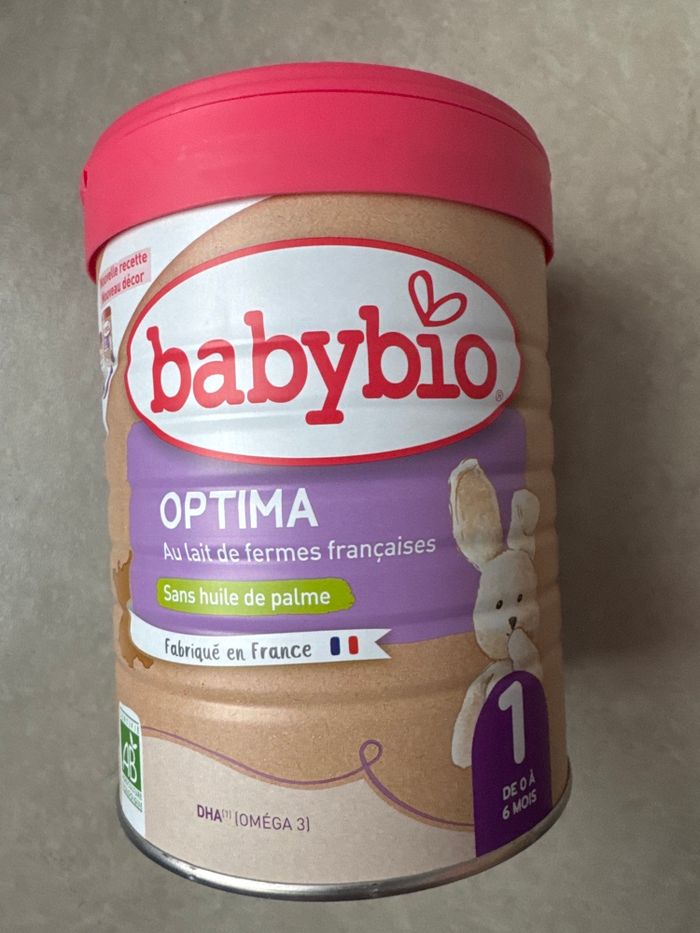 Nouvelle recette
Nouveau décor
babybio®
OPTIMA
Au lait de fermes françaises
Sans huile de palme
Fabriqué en France
AB
1
DE 0 À
6 MOIS
DHA⁽¹⁾ (OMÉGA 3)